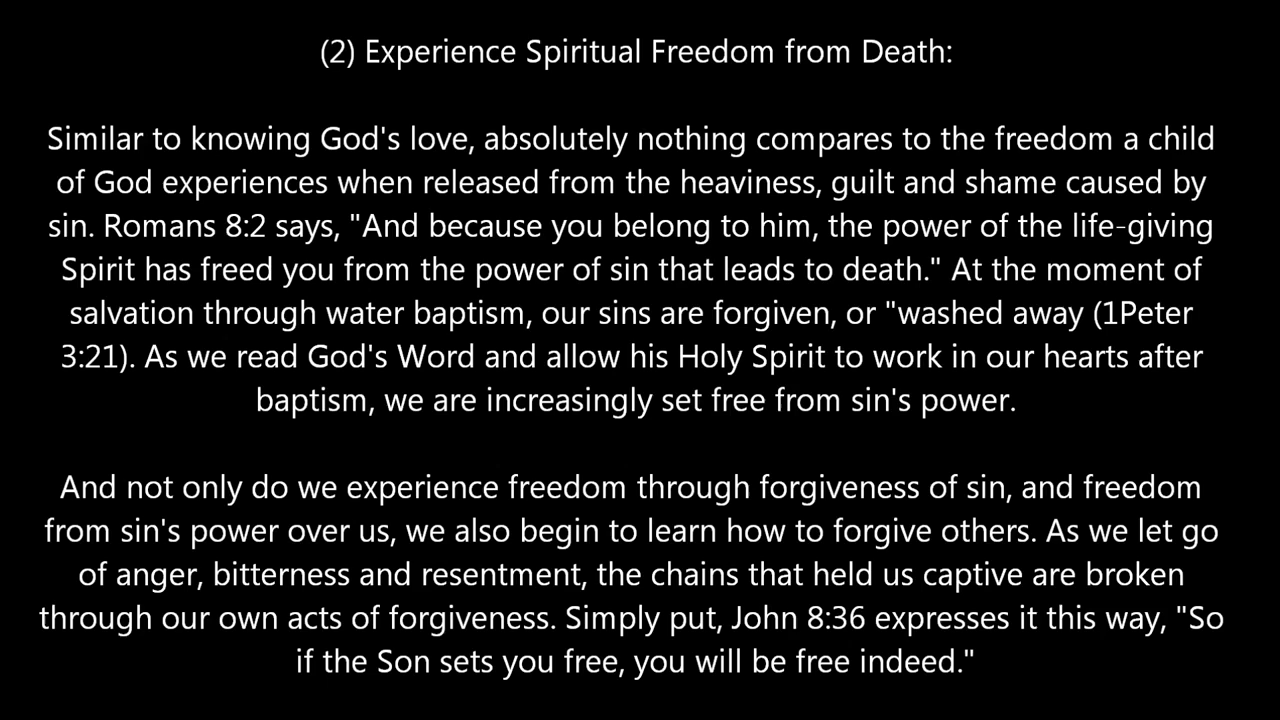 (2) Experience Spiritual Freedom from Death:
Similar to knowing God's love, absolutely nothing compares to the freedom a child
of God experiences when released from the heaviness, guilt and shame caused by
sin. Romans 8:2 says, "And because you belong to him, the power of the life-giving
Spirit has freed you from the power of sin that leads to death." At the moment of
salvation through water baptism, our sins are forgiven, or "washed away (1Peter
3:21). As we read God's Word and allow his Holy Spirit to work in our hearts after
baptism, we are increasingly set free from sin's power.
And not only do we experience freedom through forgiveness of sin, and freedom
from sin's power over us, we also begin to learn how to forgive others. As we let go
of anger, bitterness and resentment, the chains that held us captive are broken
through our own acts of forgiveness. Simply put, John 8:36 expresses it this way, "So
if the Son sets you free, you will be free indeed."